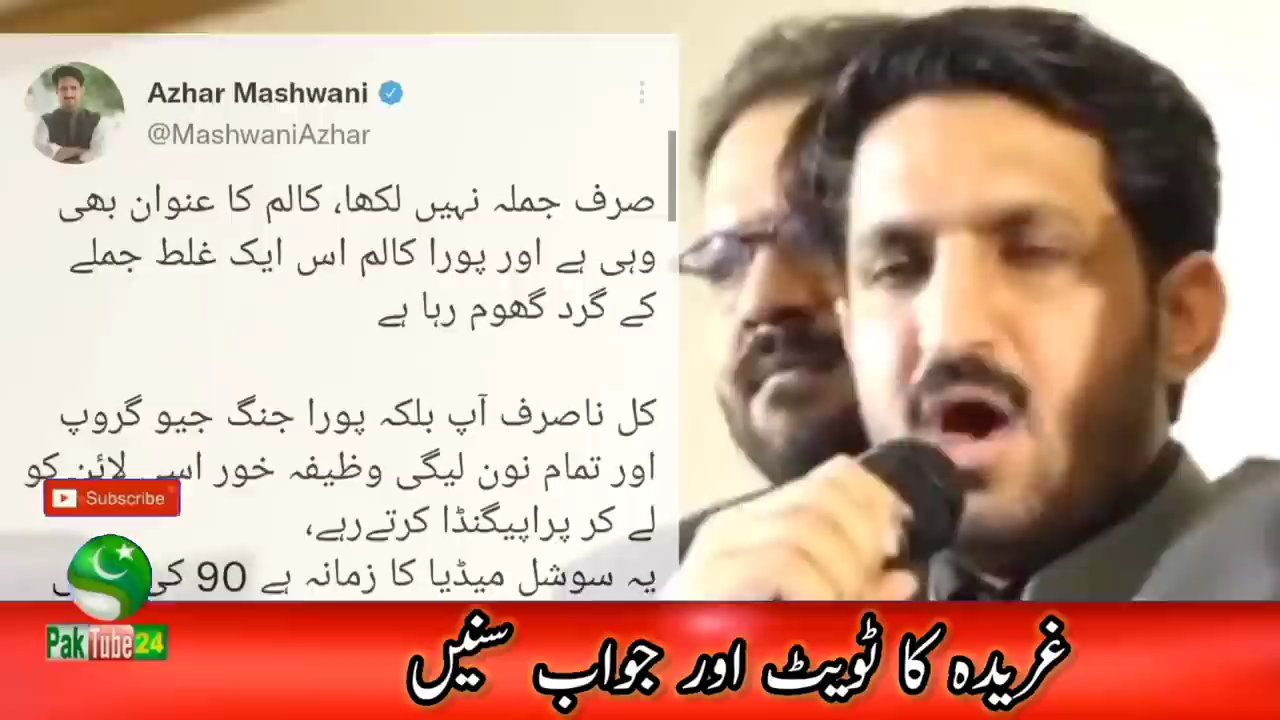 Azhar Mashwani
@MashwaniAzhar
صرف جملہ نہیں لکھا، کالم کا عنوان بھی
وہی ہے اور پورا کالم اس ایک غلط جملے
کے گرد گھوم رہا ہے
کل ناصرف آپ بلکہ پورا جنگ جیو گروپ
اور تمام نون لیگی وظیفہ خور اسی لائن کو
لے کر پراپیگنڈا کرتےرہے،
یہ سوشل میڈیا کا زمانہ ہے 90 کی
Subscribe
PakTube24
غریدہ کا ٹویٹ اور جواب سنیں